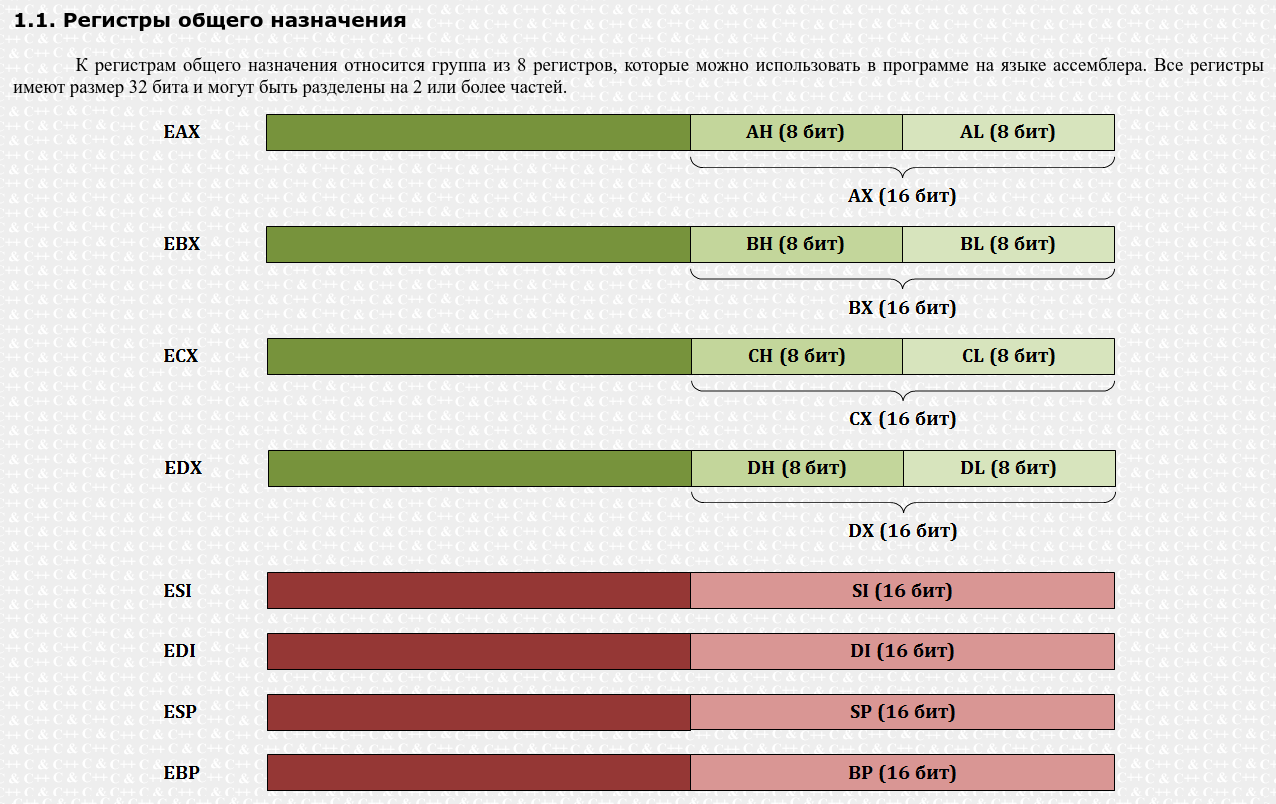 1.1. Регистры общего назначения
К регистрам общего назначения относится группа из 8 регистров, которые можно использовать в программе на языке ассемблера. Все регистры
имеют размер 32 бита и могут быть разделены на 2 или более частей.
EAX AH (8 бит) AL (8 бит)
AX (16 бит)
EBX BH (8 бит) BL (8 бит)
BX (16 бит)
ECX CH (8 бит) CL (8 бит)
CX (16 бит)
EDX DH (8 бит) DL (8 бит)
DX (16 бит)
ESI SI (16 бит)
EDI DI (16 бит)
ESP SP (16 бит)
EBP BP (16 бит)